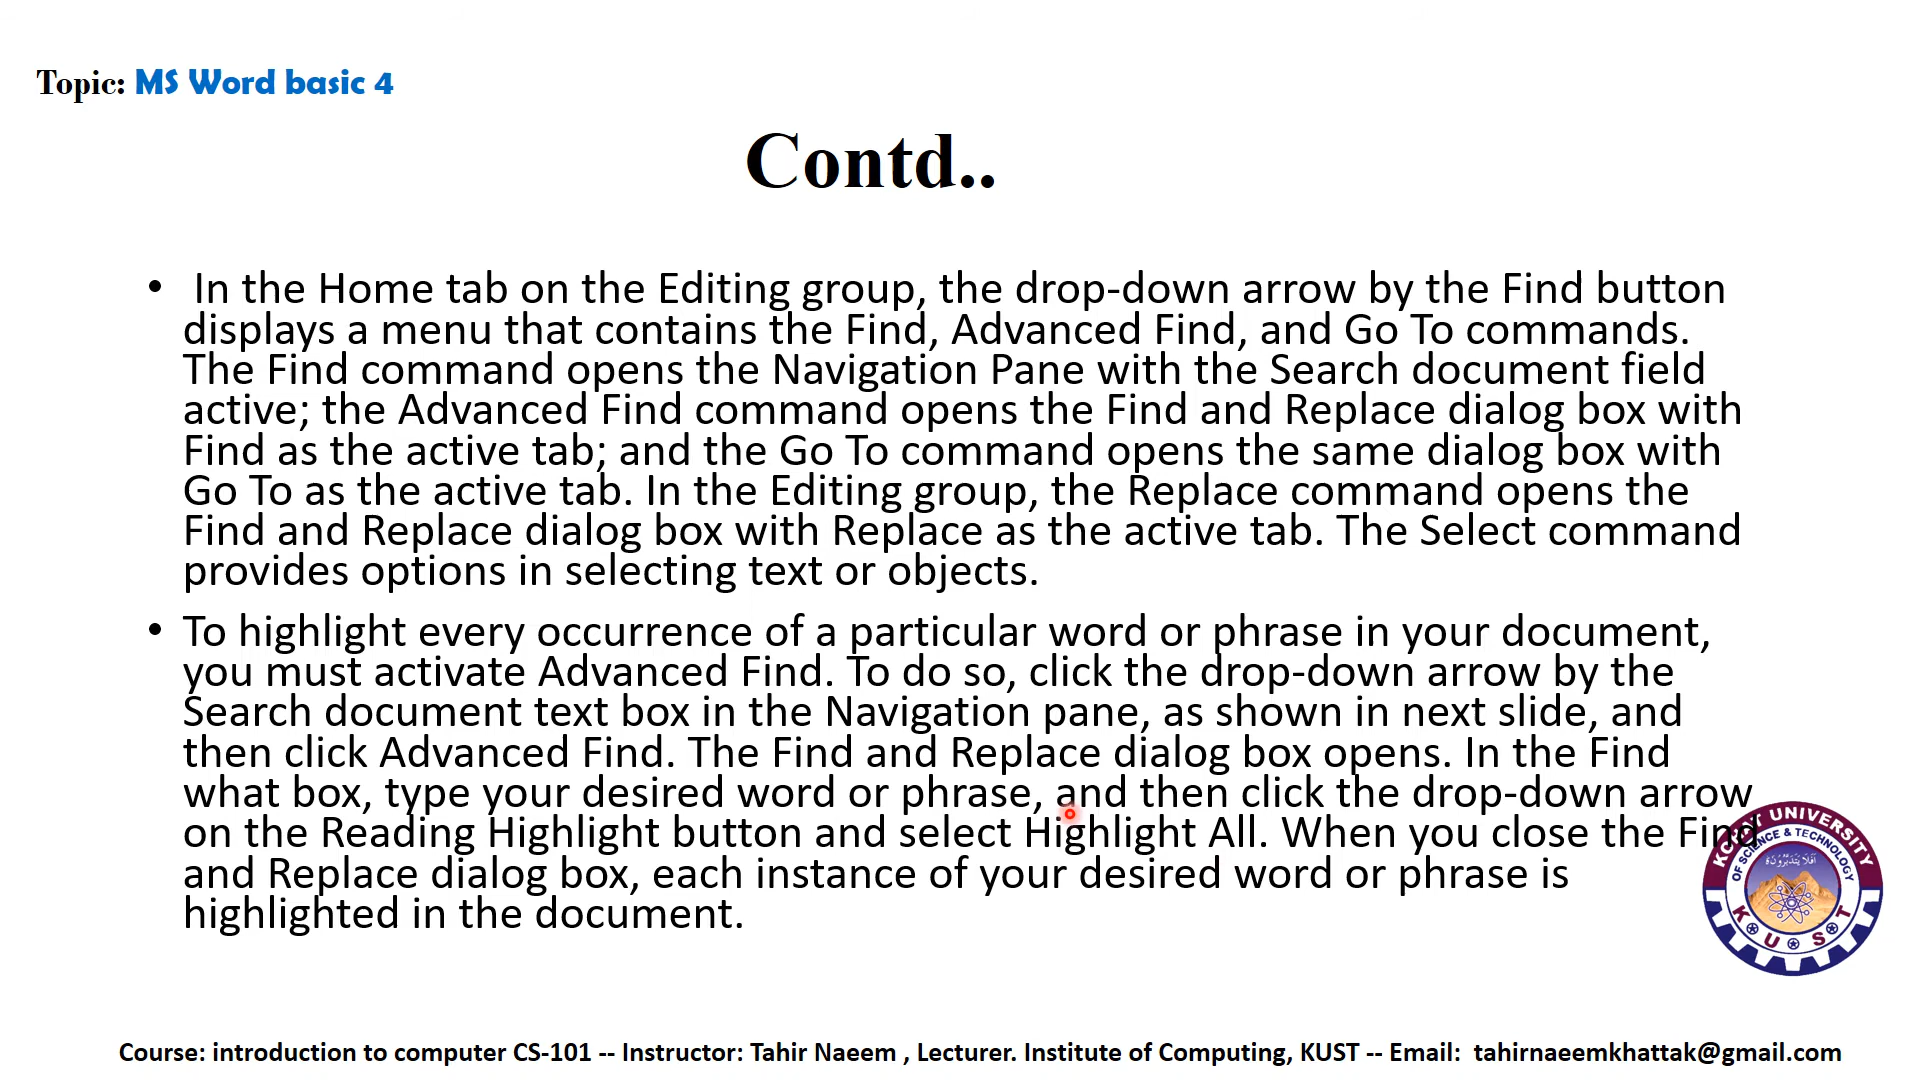 Topic: MS Word basic 4
Contd..
• In the Home tab on the Editing group, the drop-down arrow by the Find button
displays a menu that contains the Find, Advanced Find, and Go To commands.
The Find command opens the Navigation Pane with the Search document field
active; the Advanced Find command opens the Find and Replace dialog box with
Find as the active tab; and the Go To command opens the same dialog box with
Go To as the active tab. In the Editing group, the Replace command opens the
Find and Replace dialog box with Replace as the active tab. The Select command
provides options in selecting text or objects.
• To highlight every occurrence of a particular word or phrase in your document,
you must activate Advanced Find. To do so, click the drop-down arrow by the
Search document text box in the Navigation pane, as shown in next slide, and
then click Advanced Find. The Find and Replace dialog box opens. In the Find
what box, type your desired word or phrase, and then click the drop-down arrow
on the Reading Highlight button and select Highlight All. When you close the Find
and Replace dialog box, each instance of your desired word or phrase is
highlighted in the document.
UNIVERSITY
OF SCIENCE & TECHNOLOGY
K U S T
Course: introduction to computer CS-101 -- Instructor: Tahir Naeem , Lecturer. Institute of Computing, KUST -- Email: tahirnaeemkhattak@gmail.com